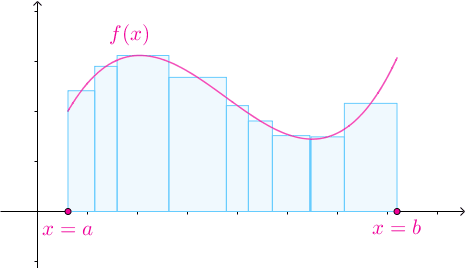 f(x)
x = a
x = b